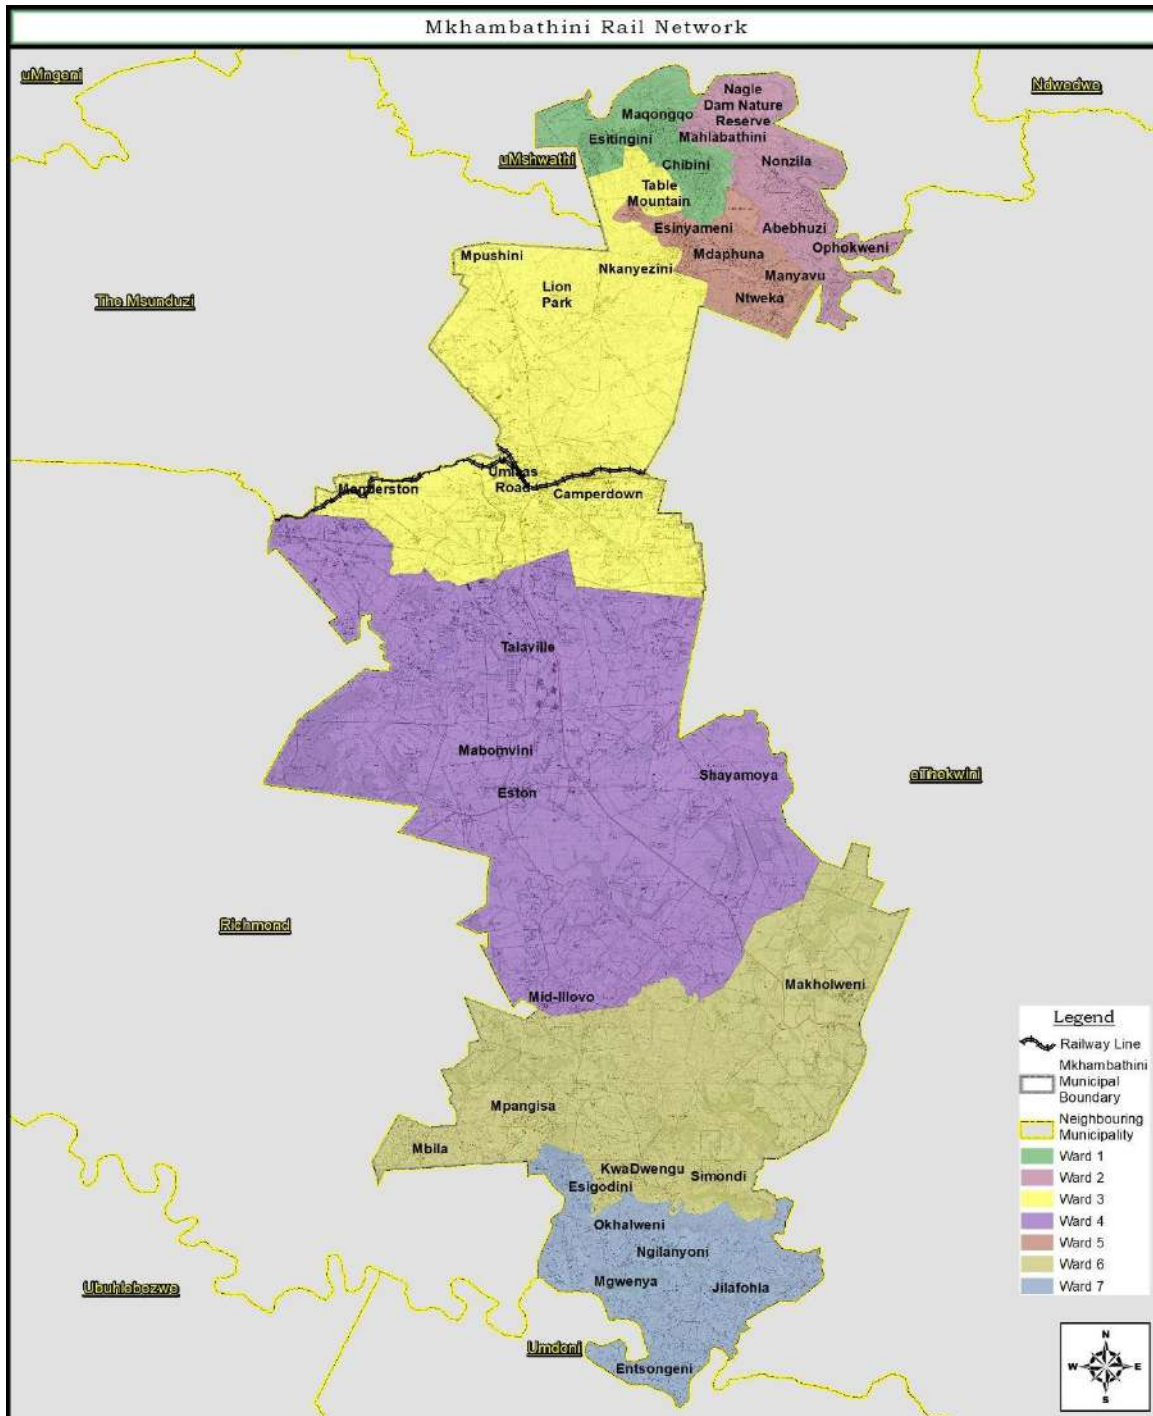 Mkhambathini Rail Network
uMngeni
Ndwedwe
Nagle
Dam Nature
Reserve
Maqongqo
Mahlabathini
Esitingini
uMshwathi
Chibini
Nonzila
Table
Mountain
Esinyameni
Abebhuzi
Ophokweni
Mpushini
Mdaphuna
Nkanyezini
Manyavu
Lion
Park
Ntweka
The Msunduzi
Umlaas
Road
Manderston
Camperdown
Talaville
Mabomvini
Shayamoya
eThekwini
Eston
Richmond
Makholweni
Mid-Illovo
Mpangisa
Mbila
KwaDwengu
Simondi
Esigodini
Okhalweni
Ngilanyoni
Mgwenya
Jilafohla
Ubuhlebezwe
Umdoni
Entsongeni
Legend
Railway Line
Mkhambathini
Municipal
Boundary
Neighbouring
Municipality
Ward 1
Ward 2
Ward 3
Ward 4
Ward 5
Ward 6
Ward 7
N
W
E
S